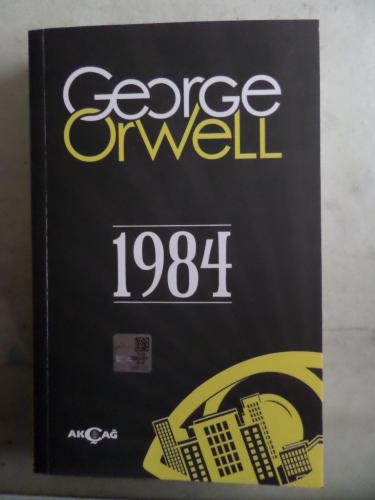 George
Orwell
1984
AKÇAĞ